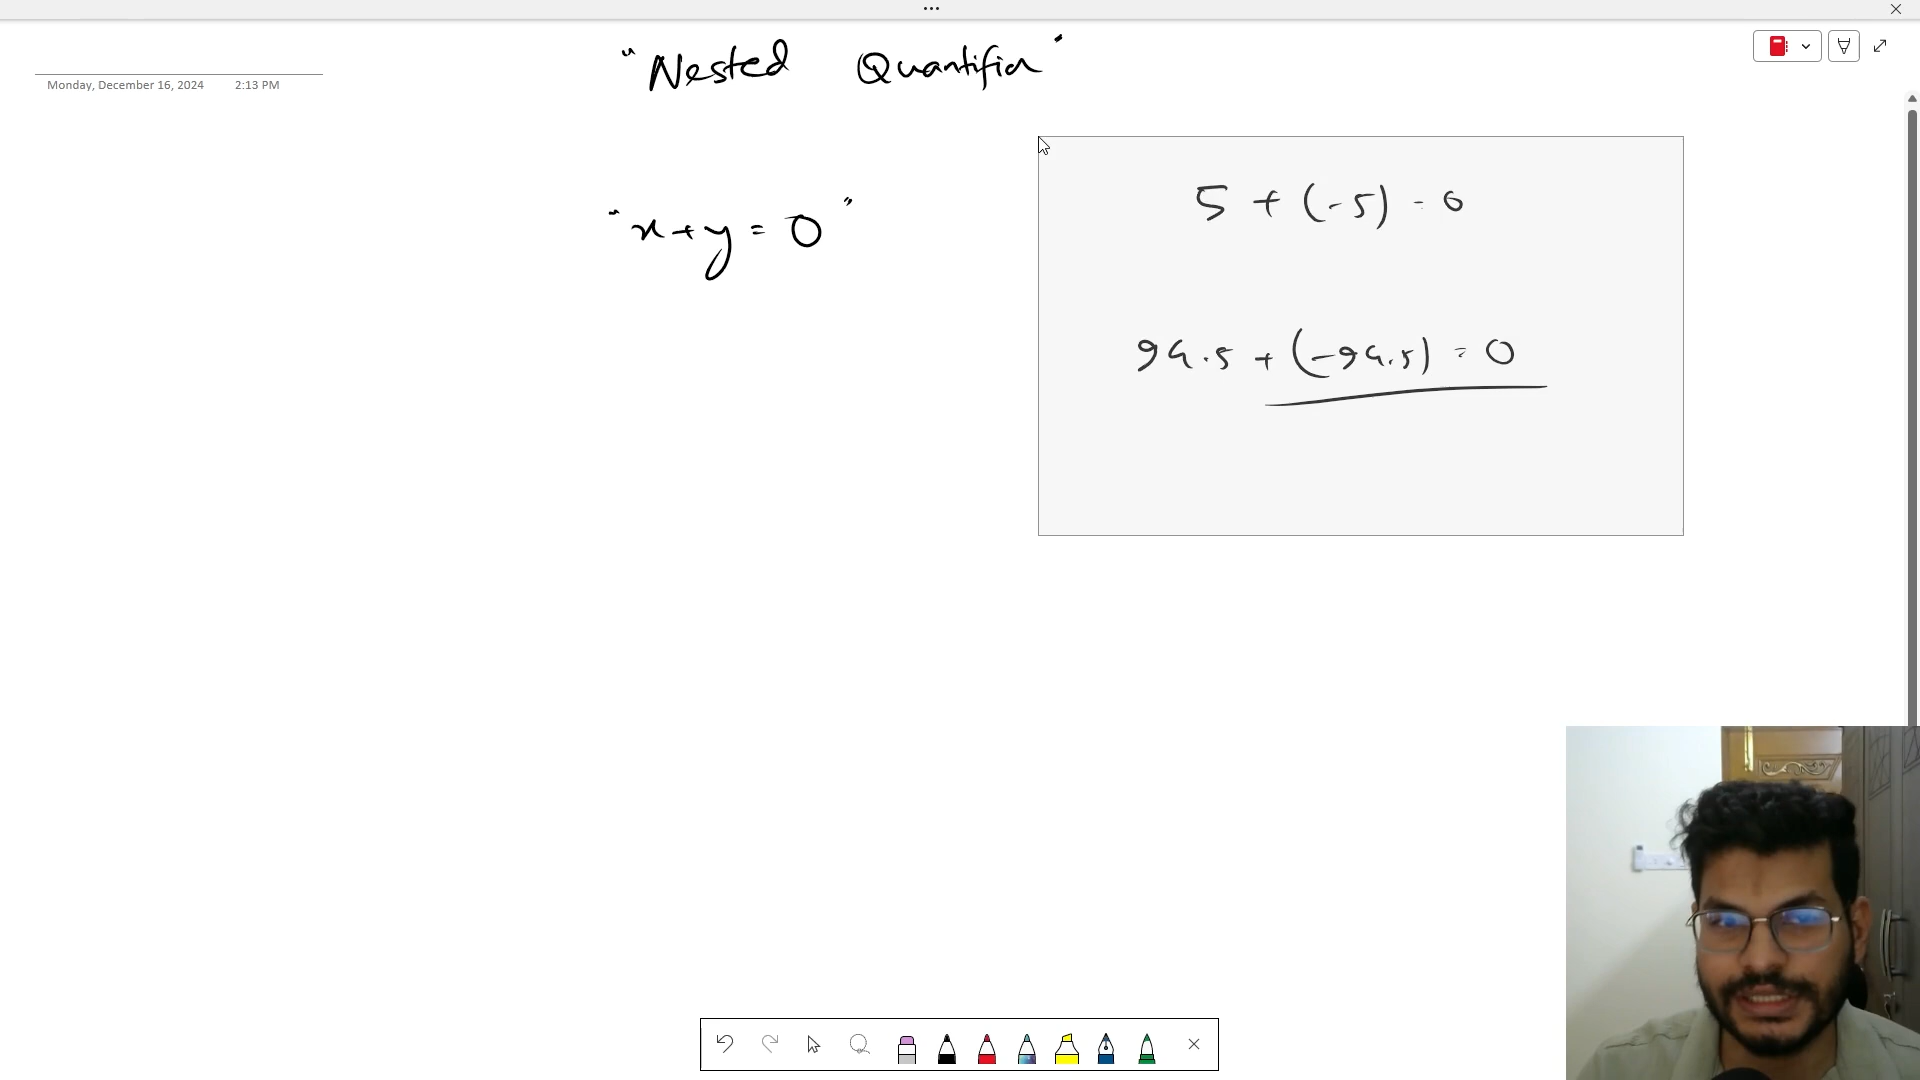 Monday, December 16, 2024 2:13 PM
"Nested Quantifier"
"x+y=0"
5 + (-5) = 0
94.5 + (-94.5) = 0